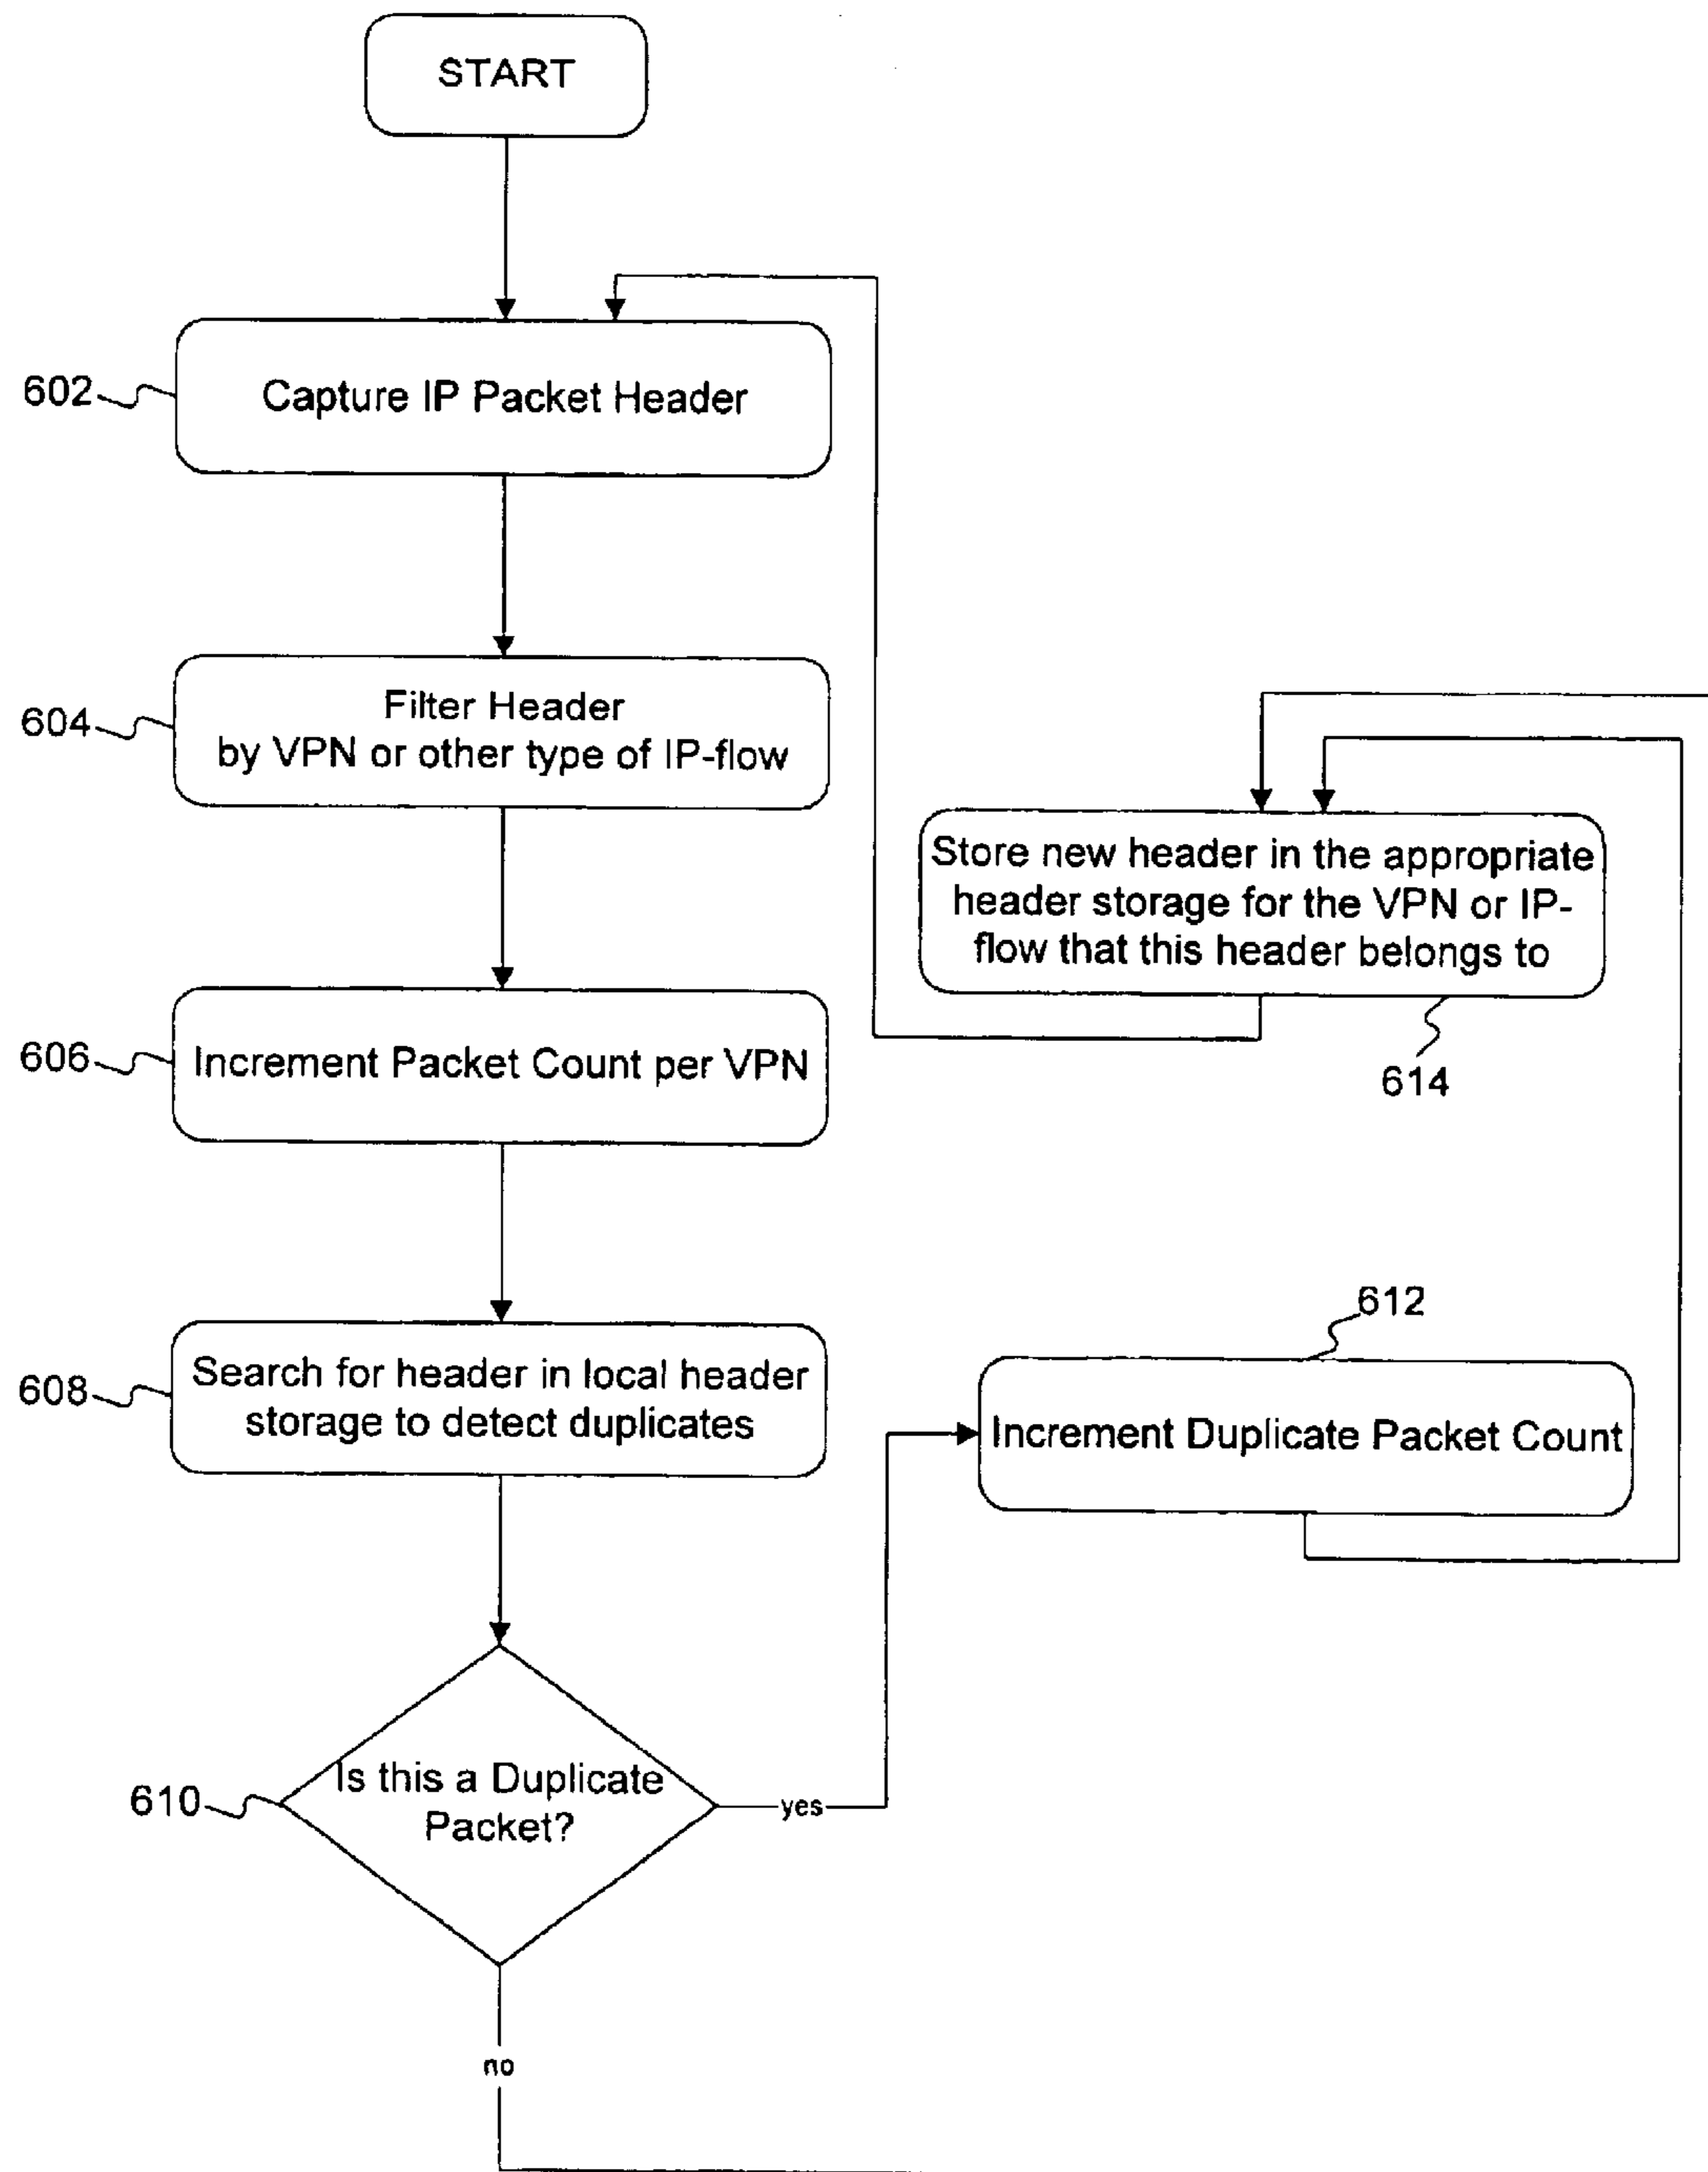 START
602
Capture IP Packet Header
604
Filter Header
by VPN or other type of IP-flow
606
Increment Packet Count per VPN
608
Search for header in local header
storage to detect duplicates
610
Is this a Duplicate
Packet?
yes
no
612
Increment Duplicate Packet Count
Store new header in the appropriate
header storage for the VPN or IP-
flow that this header belongs to
614